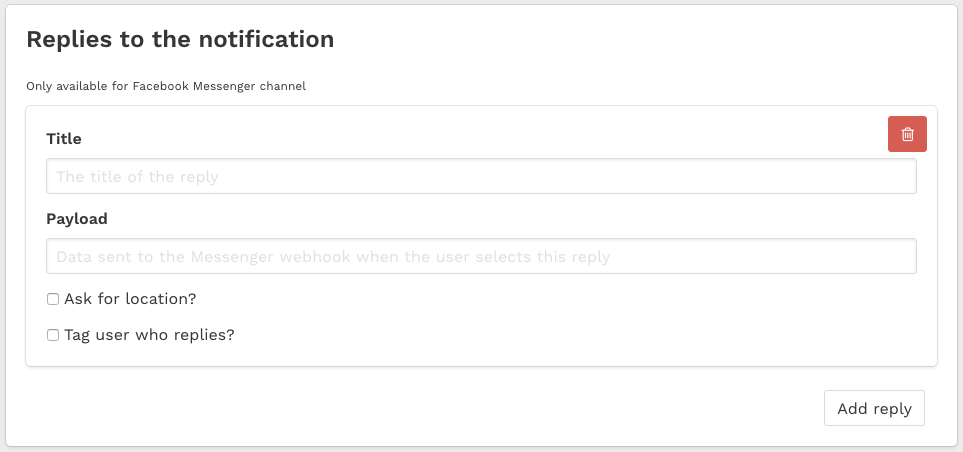 Replies to the notification
Only available for Facebook Messenger channel
Title
The title of the reply
Payload
Data sent to the Messenger webhook when the user selects this reply
Ask for location?
Tag user who replies?
Add reply